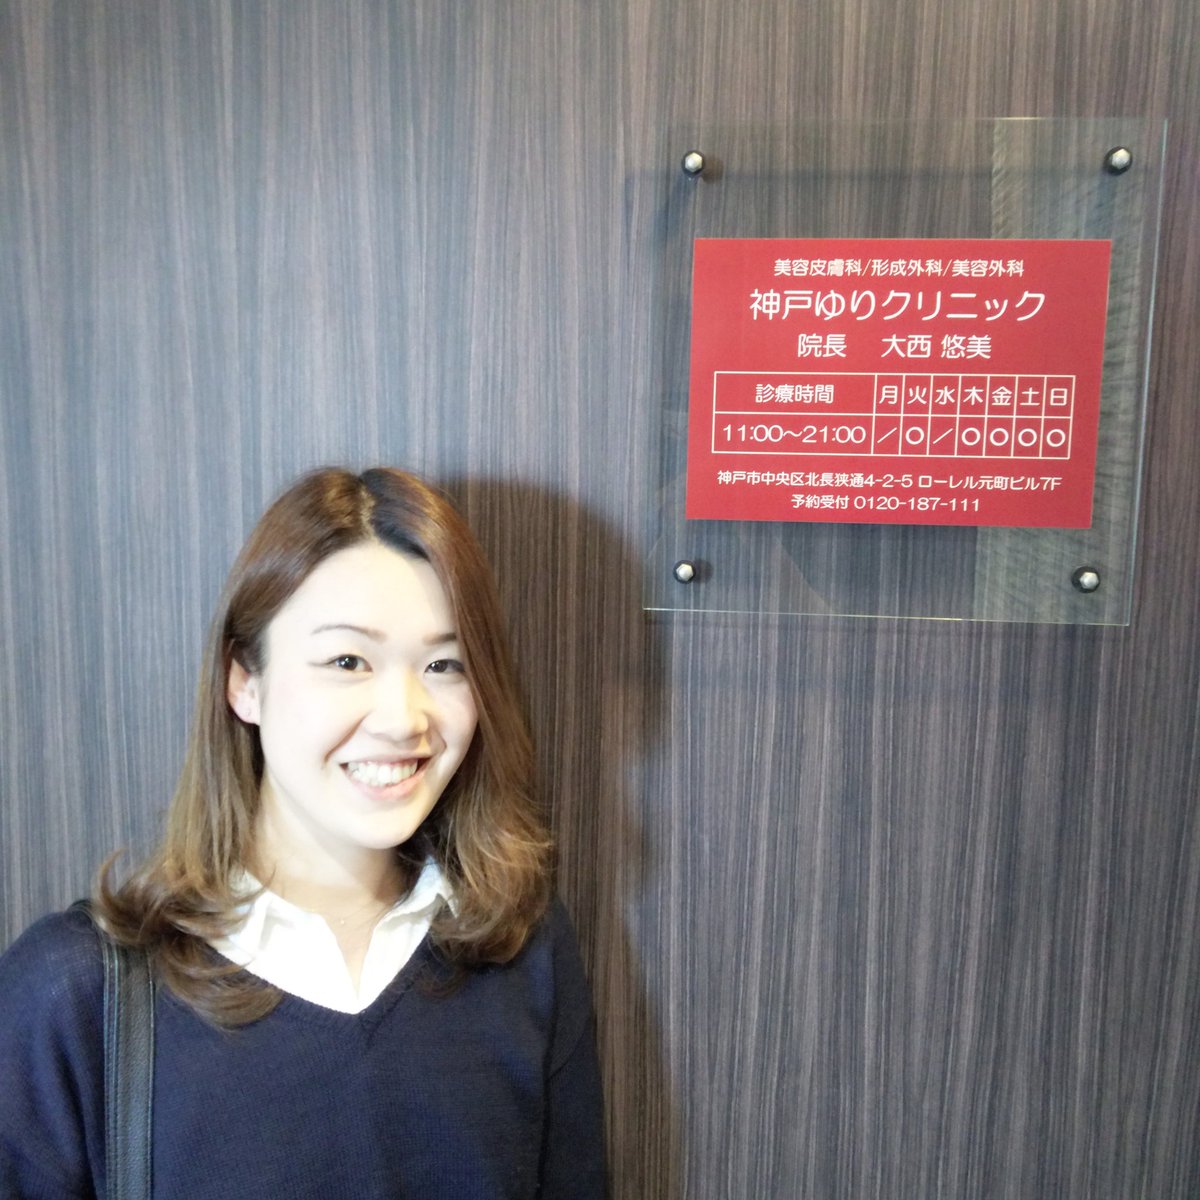 美容皮膚科/形成外科/美容外科
神戸ゆりクリニック
院長 大西 悠美
診療時間 月 火 水 木 金 土 日
11:00〜21:00 ／ ○ ／ ○ ○ ○ ○
神戸市中央区北長狭通4-2-5 ローレル元町ビル7F
予約受付 0120-187-111